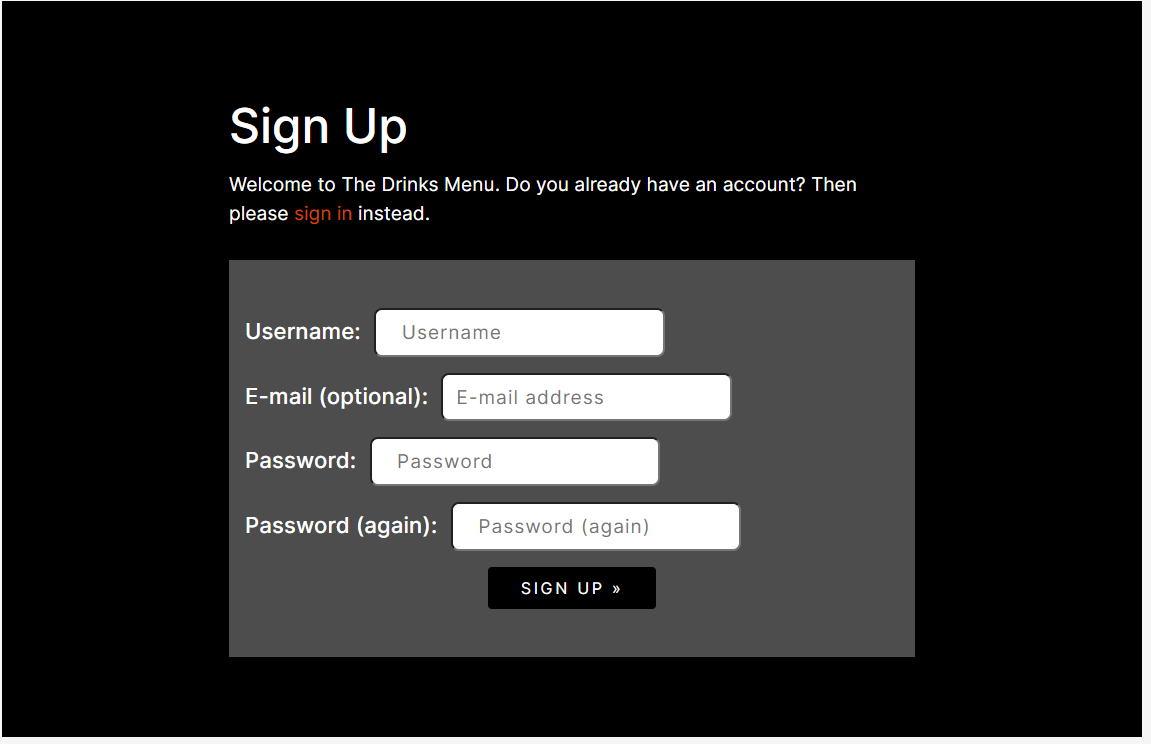 Sign Up
Welcome to The Drinks Menu. Do you already have an account? Then
please sign in instead.
Username: Username
E-mail (optional): E-mail address
Password: Password
Password (again): Password (again)
SIGN UP »